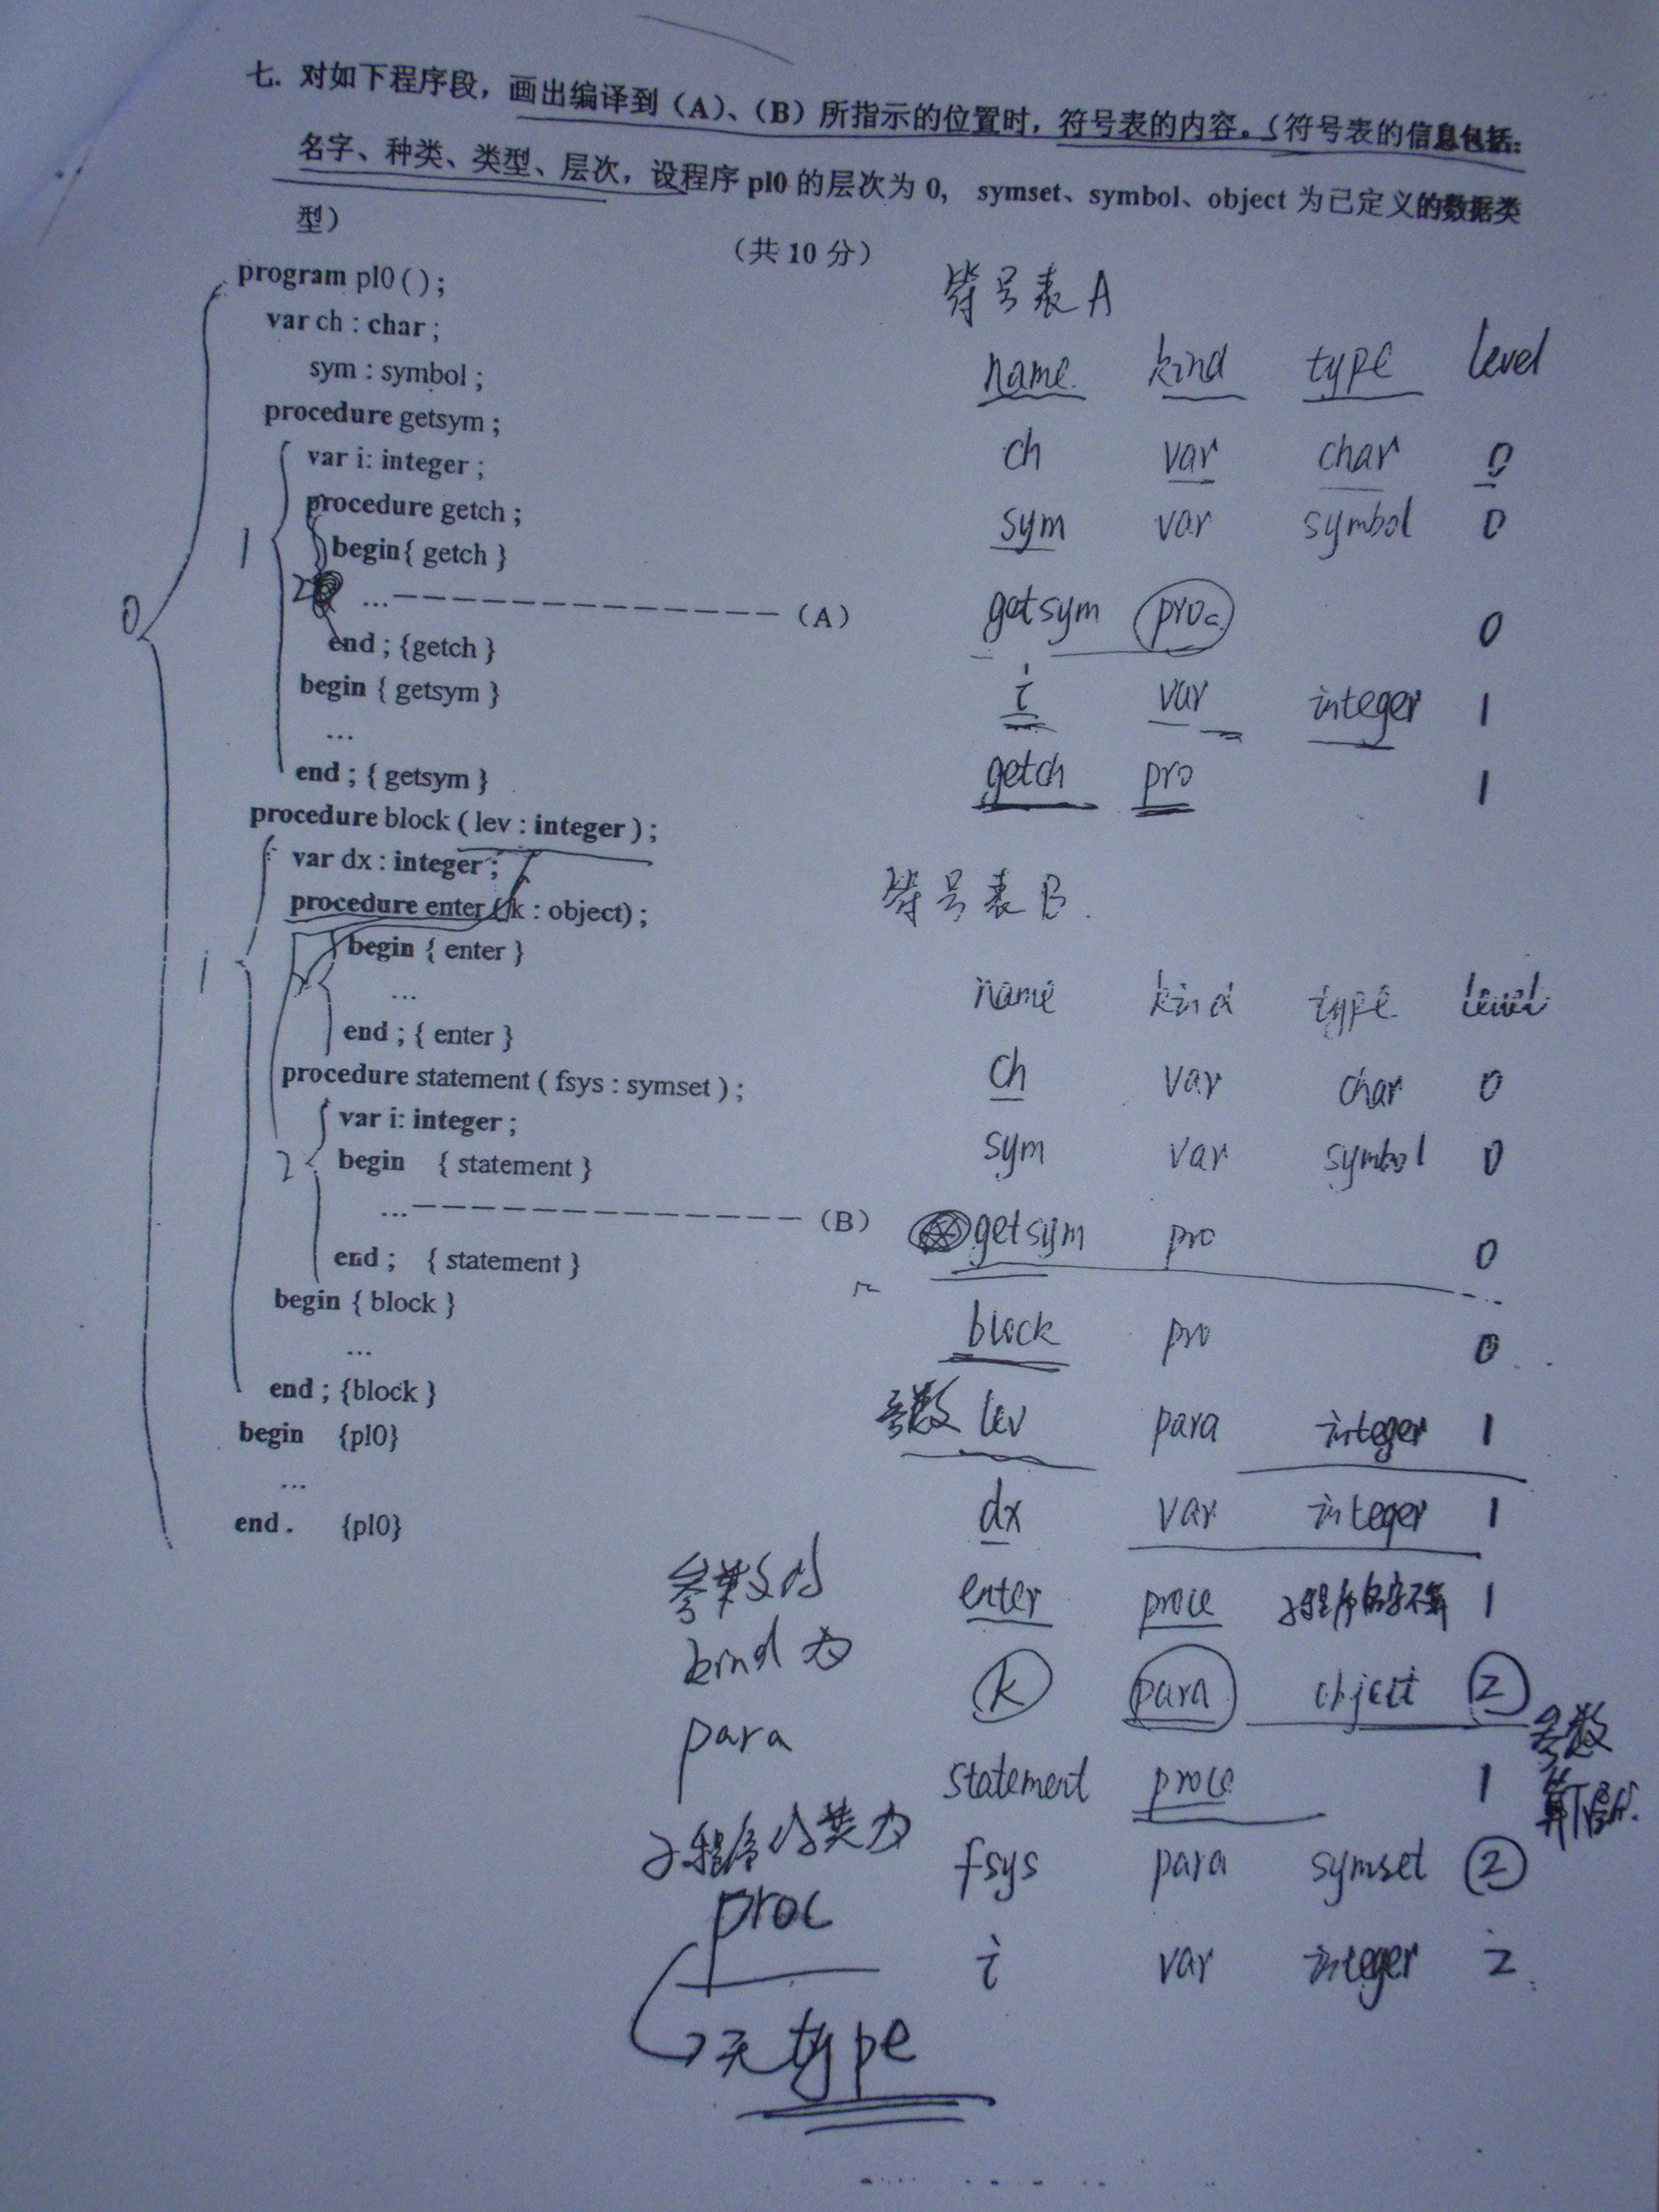 七. 对如下程序段，画出编译到（A）、（B）所指示的位置时，符号表的内容。（符号表的信息包括：
名字、种类、类型、层次，设程序 pl0 的层次为 0, symset、symbol、object 为已定义的数据类
型）
（共 10 分）
program pl0 ( ) ;
var ch : char ;
sym : symbol ;
procedure getsym ;
var i: integer ;
procedure getch ;
begin{ getch }
...－－－－－－－－－－－－－（A）
end ; {getch }
begin { getsym }
...
end ; { getsym }
procedure block ( lev : integer ) ;
var dx : integer ;
procedure enter ( k : object) ;
begin { enter }
...
end ; { enter }
procedure statement ( fsys : symset ) ;
var i: integer ;
begin { statement }
...－－－－－－－－－－－－－（B）
end ; { statement }
begin { block }
...
end ; {block }
begin {pl0}
...
end . {pl0}
0
1
2
1
2
符号表 A
name kind type level
ch var char 0
sym var symbol 0
getsym proc 0
i var integer 1
getch pro 1
符号表 B
name kind type level
ch var char 0
sym var symbol 0
getsym pro 0
block pro 0
参数 lev para integer 1
dx var integer 1
enter proce 子程序名字不算 1
k para object 2
参数
算下层的.
statement proce 1
fsys para symset 2
i var integer 2
参数的
kind 为
para
子程序 种类为
proc
无 type